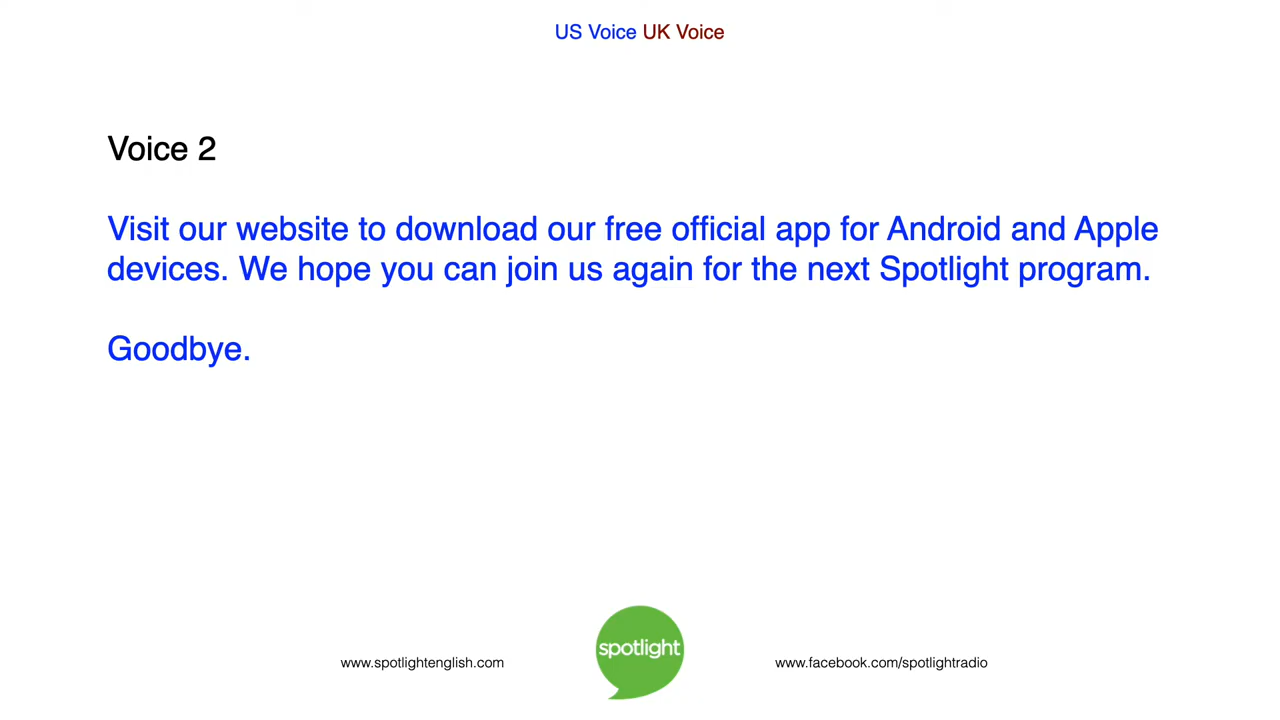 US Voice UK Voice
Voice 2
Visit our website to download our free official app for Android and Apple
devices. We hope you can join us again for the next Spotlight program.
Goodbye.
spotlight
www.spotlightenglish.com
www.facebook.com/spotlightradio